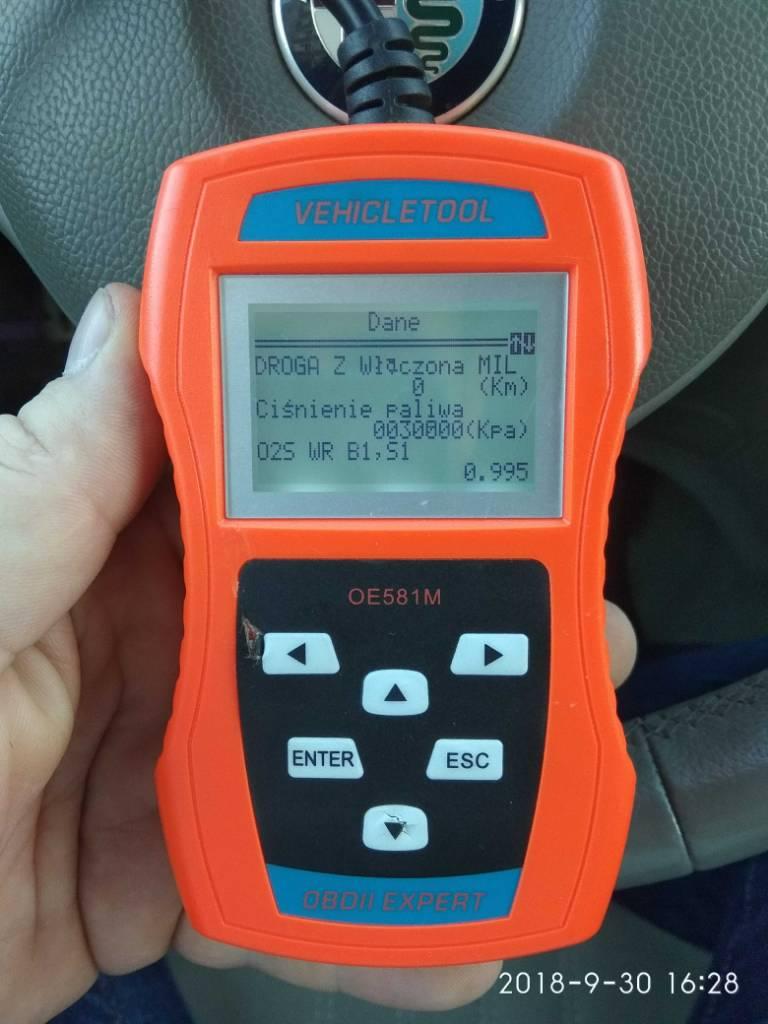 VEHICLETOOL
Dane
DROGA Z Włączona MIL
0 (Km)
Ciśnienie paliwa
0030000(Kpa)
O2S WR B1,S1
0.995
OE581M
ENTER
ESC
OBDII EXPERT
2018-9-30 16:28